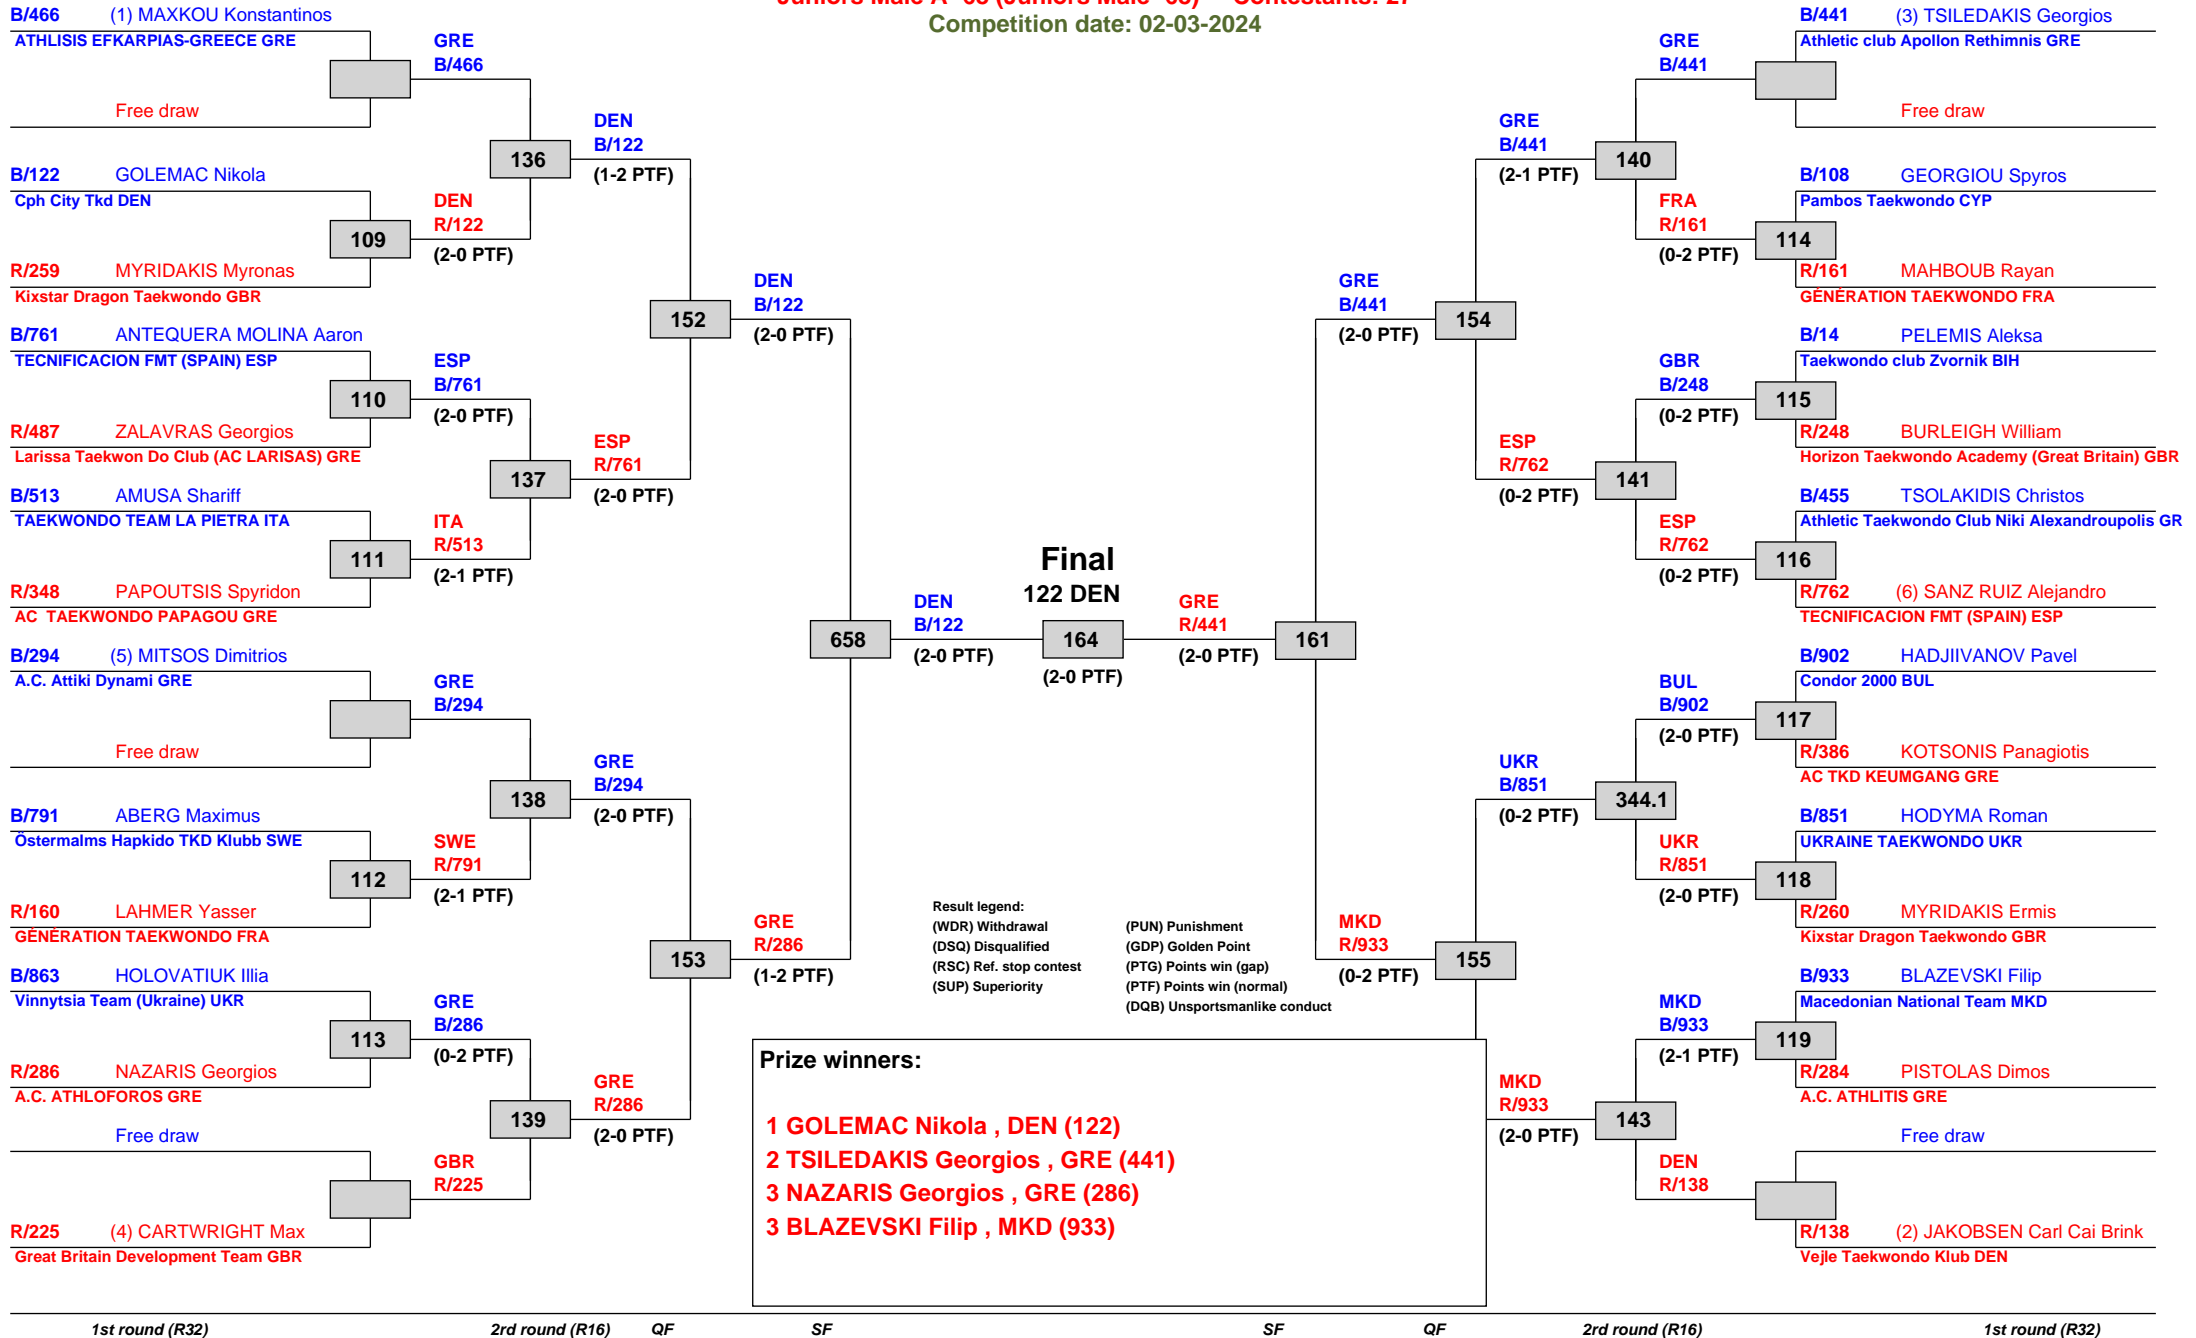 Competition date: 02-03-2024
B/466 (1) MAXKOU Konstantinos
ATHLISIS EFKARPIAS-GREECE GRE
Free draw
GRE
B/466
B/122 GOLEMAC Nikola
Cph City Tkd DEN
109
R/259 MYRIDAKIS Myronas
Kixstar Dragon Taekwondo GBR
DEN
R/122
(2-0 PTF)
136
DEN
B/122
(1-2 PTF)
B/761 ANTEQUERA MOLINA Aaron
TECNIFICACION FMT (SPAIN) ESP
110
R/487 ZALAVRAS Georgios
Larissa Taekwon Do Club (AC LARISAS) GRE
ESP
B/761
(2-0 PTF)
B/513 AMUSA Shariff
TAEKWONDO TEAM LA PIETRA ITA
111
R/348 PAPOUTSIS Spyridon
AC TAEKWONDO PAPAGOU GRE
ITA
R/513
(2-1 PTF)
137
ESP
R/761
(2-0 PTF)
152
DEN
B/122
(2-0 PTF)
B/294 (5) MITSOS Dimitrios
A.C. Attiki Dynami GRE
Free draw
GRE
B/294
B/791 ABERG Maximus
Östermalms Hapkido TKD Klubb SWE
112
R/160 LAHMER Yasser
GÉNÉRATION TAEKWONDO FRA
SWE
R/791
(2-1 PTF)
138
GRE
B/294
(2-0 PTF)
B/863 HOLOVATIUK Illia
Vinnytsia Team (Ukraine) UKR
113
R/286 NAZARIS Georgios
A.C. ATHLOFOROS GRE
GRE
B/286
(0-2 PTF)
Free draw
R/225 (4) CARTWRIGHT Max
Great Britain Development Team GBR
GBR
R/225
139
GRE
R/286
(2-0 PTF)
153
GRE
R/286
(1-2 PTF)
658
DEN
B/122
(2-0 PTF)
Final
122 DEN
164
(2-0 PTF)
GRE
R/441
(2-0 PTF)
161
GRE
B/441
(2-0 PTF)
154
GRE
B/441
(2-1 PTF)
140
GRE
B/441
B/441 (3) TSILEDAKIS Georgios
Athletic club Apollon Rethimnis GRE
Free draw
FRA
R/161
(0-2 PTF)
114
B/108 GEORGIOU Spyros
Pambos Taekwondo CYP
R/161 MAHBOUB Rayan
GÉNÉRATION TAEKWONDO FRA
ESP
R/762
(0-2 PTF)
141
GBR
B/248
(0-2 PTF)
115
B/14 PELEMIS Aleksa
Taekwondo club Zvornik BIH
R/248 BURLEIGH William
Horizon Taekwondo Academy (Great Britain) GBR
ESP
R/762
(0-2 PTF)
116
B/455 TSOLAKIDIS Christos
Athletic Taekwondo Club Niki Alexandroupolis GR
R/762 (6) SANZ RUIZ Alejandro
TECNIFICACION FMT (SPAIN) ESP
MKD
R/933
(0-2 PTF)
155
UKR
B/851
(0-2 PTF)
344.1
BUL
B/902
(2-0 PTF)
117
B/902 HADJIIVANOV Pavel
Condor 2000 BUL
R/386 KOTSONIS Panagiotis
AC TKD KEUMGANG GRE
UKR
R/851
(2-0 PTF)
118
B/851 HODYMA Roman
UKRAINE TAEKWONDO UKR
R/260 MYRIDAKIS Ermis
Kixstar Dragon Taekwondo GBR
MKD
R/933
(2-0 PTF)
143
MKD
B/933
(2-1 PTF)
119
B/933 BLAZEVSKI Filip
Macedonian National Team MKD
R/284 PISTOLAS Dimos
A.C. ATHLITIS GRE
DEN
R/138
Free draw
R/138 (2) JAKOBSEN Carl Cai Brink
Vejle Taekwondo Klub DEN
Result legend:
(WDR) Withdrawal
(DSQ) Disqualified
(RSC) Ref. stop contest
(SUP) Superiority
(PUN) Punishment
(GDP) Golden Point
(PTG) Points win (gap)
(PTF) Points win (normal)
(DQB) Unsportsmanlike conduct
Prize winners:
1 GOLEMAC Nikola , DEN (122)
2 TSILEDAKIS Georgios , GRE (441)
3 NAZARIS Georgios , GRE (286)
3 BLAZEVSKI Filip , MKD (933)
1st round (R32) 2rd round (R16) QF SF SF QF 2rd round (R16) 1st round (R32)